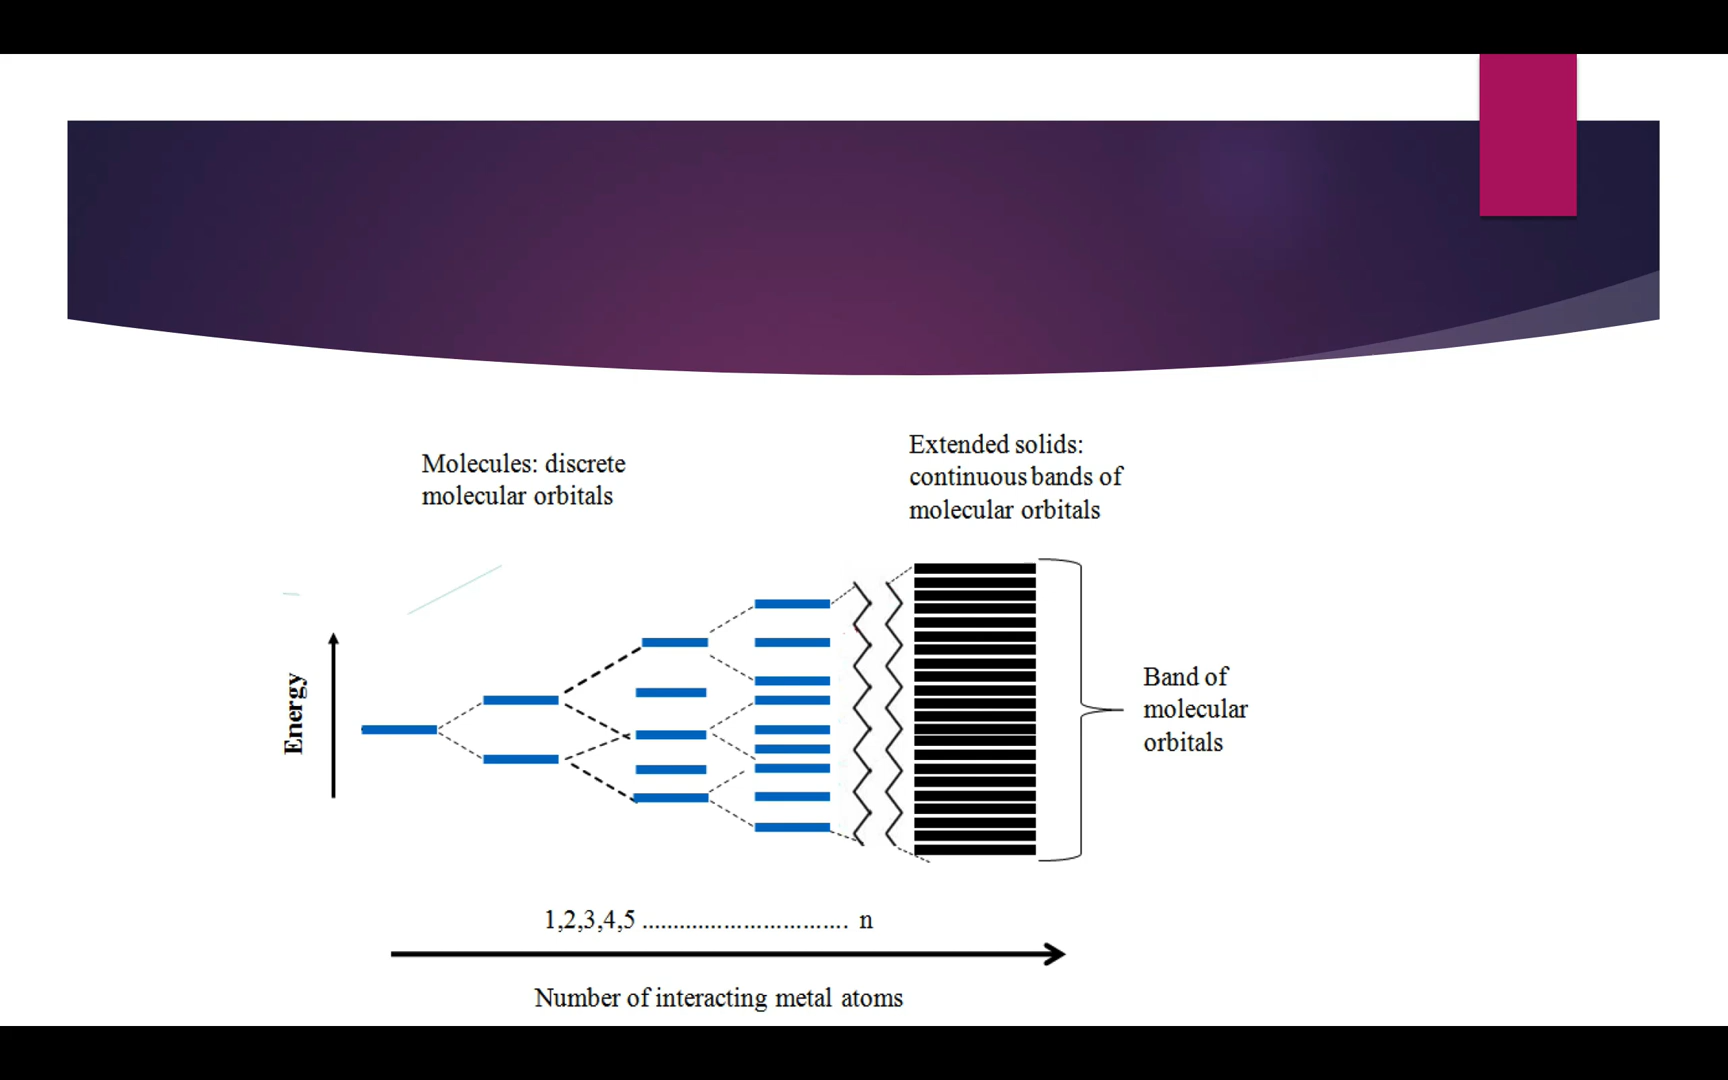 Molecules: discrete
molecular orbitals
Extended solids:
continuous bands of
molecular orbitals
Energy
Band of
molecular
orbitals
1,2,3,4,5 .................................. n
Number of interacting metal atoms